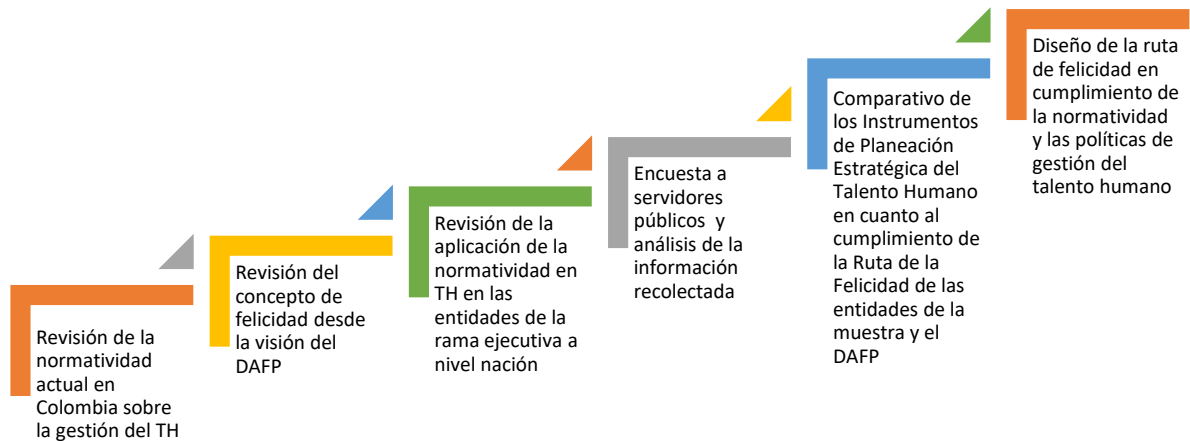 Revisión de la
normatividad
actual en
Colombia sobre
la gestión del TH
Revisión del
concepto de
felicidad desde
la visión del
DAFP
Revisión de la
aplicación de la
normatividad en
TH en las
entidades de la
rama ejecutiva a
nivel nación
Encuesta a
servidores
públicos y
análisis de la
información
recolectada
Comparativo de
los Instrumentos
de Planeación
Estratégica del
Talento Humano
en cuanto al
cumplimiento de
la Ruta de la
Felicidad de las
entidades de la
muestra y el
DAFP
Diseño de la ruta
de felicidad en
cumplimiento de
la normatividad
y las políticas de
gestión del
talento humano